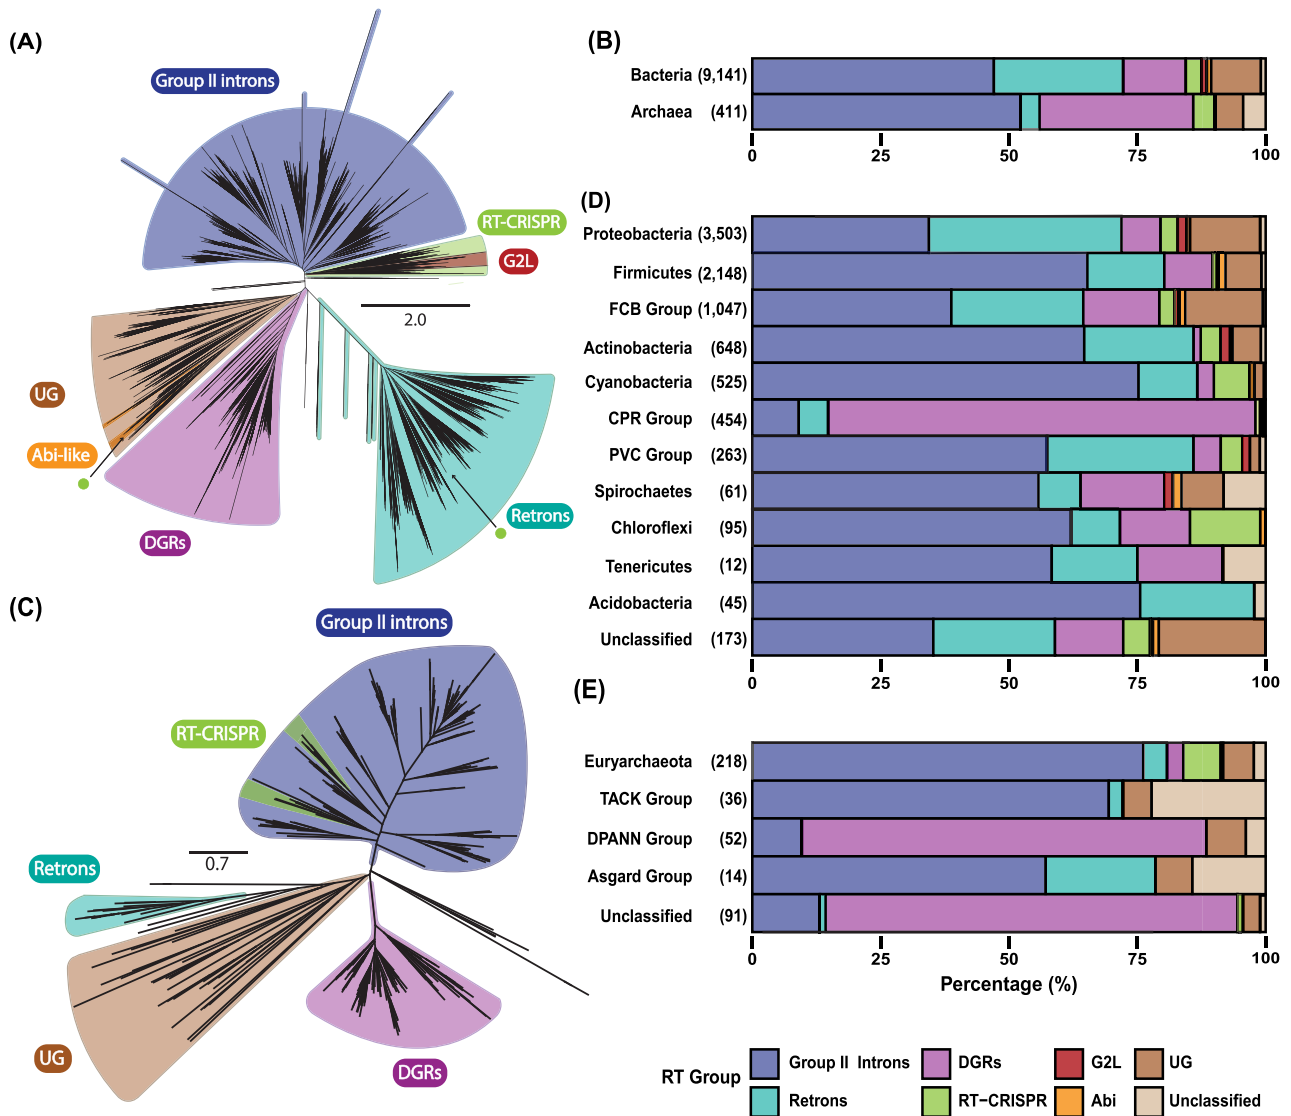 (A)
Group II introns
RT-CRISPR
G2L
2.0
UG
Abi-like
DGRs
Retrons
(B)
Bacteria (9,141)
Archaea (411)
0 25 50 75 100
(C)
Group II introns
RT-CRISPR
0.7
Retrons
UG
DGRs
(D)
Proteobacteria (3,503)
Firmicutes (2,148)
FCB Group (1,047)
Actinobacteria (648)
Cyanobacteria (525)
CPR Group (454)
PVC Group (263)
Spirochaetes (61)
Chloroflexi (95)
Tenericutes (12)
Acidobacteria (45)
Unclassified (173)
0 25 50 75 100
(E)
Euryarchaeota (218)
TACK Group (36)
DPANN Group (52)
Asgard Group (14)
Unclassified (91)
0 25 50 75 100
Percentage (%)
RT Group
Group II Introns DGRs G2L UG
Retrons RT−CRISPR Abi Unclassified